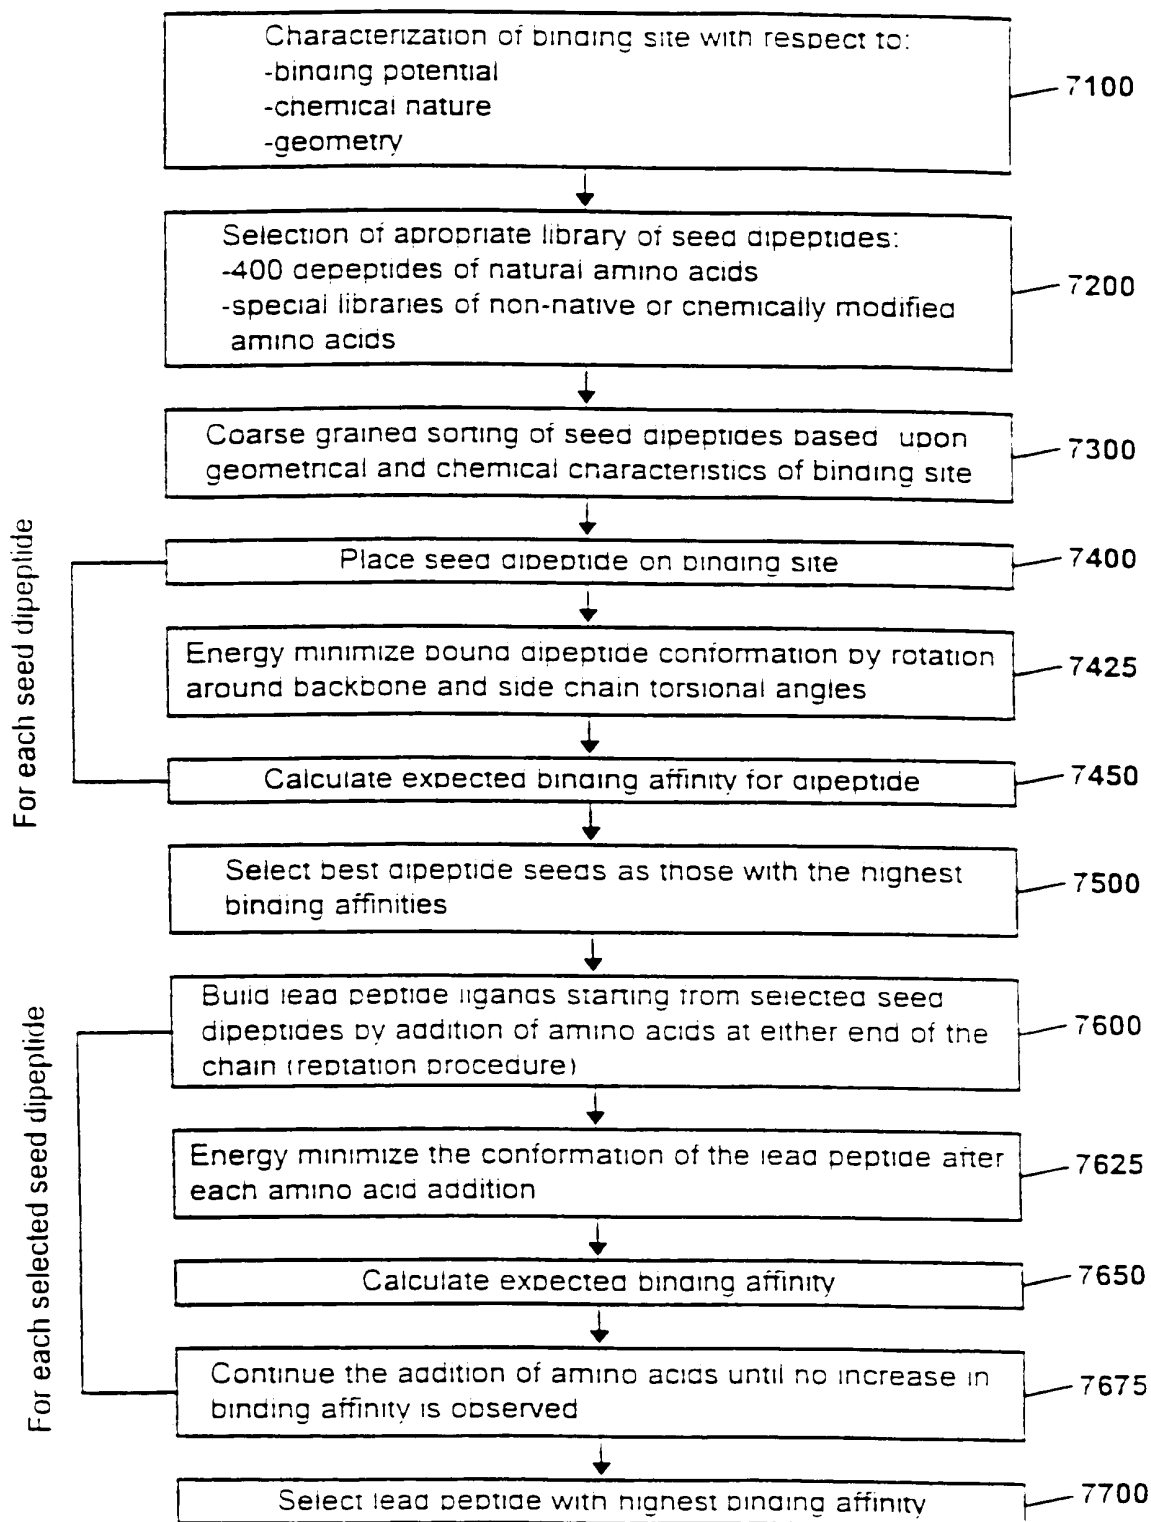 Characterization of binding site with respect to:
-binding potential
-chemical nature
-geometry
7100
Selection of apropriate library of seed dipeptides:
-400 depeptides of natural amino acids
-special libraries of non-native or chemically modified
amino acids
7200
Coarse grained sorting of seed dipeptides based upon
geometrical and chemical characteristics of binding site
7300
For each seed dipeptide
Place seed dipeptide on binding site
7400
Energy minimize bound dipeptide conformation by rotation
around backbone and side chain torsional angles
7425
Calculate expected binding affinity for dipeptide
7450
Select best dipeptide seeds as those with the highest
binding affinities
7500
For each selected seed dipeptide
Build lead peptide ligands starting from selected seed
dipeptides by addition of amino acids at either end of the
chain (reptation procedure)
7600
Energy minimize the conformation of the lead peptide after
each amino acid addition
7625
Calculate expected binding affinity
7650
Continue the addition of amino acids until no increase in
binding affinity is observed
7675
Select lead peptide with highest binding affinity
7700